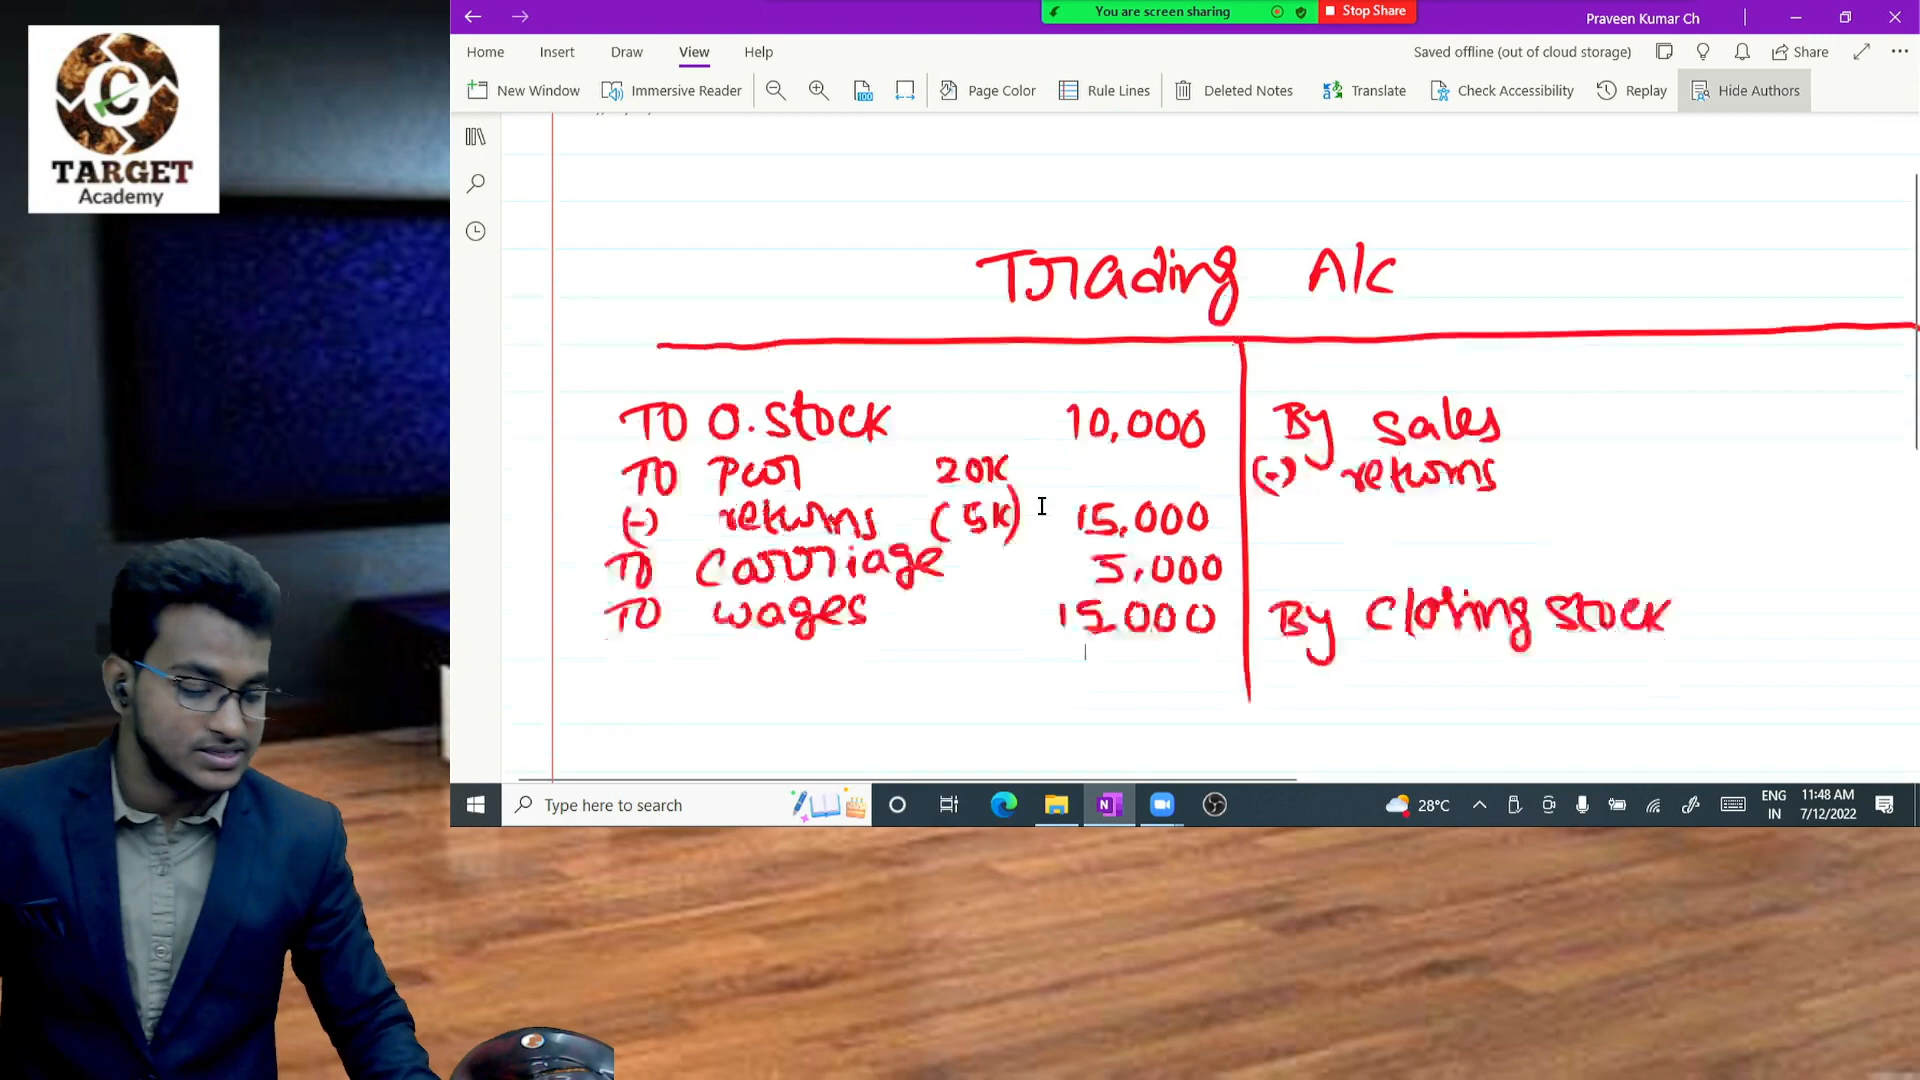 TARGET
Academy
You are screen sharing
Stop Share
Praveen Kumar Ch
Home Insert Draw View Help
Saved offline (out of cloud storage)
Share
New Window Immersive Reader Page Color Rule Lines Deleted Notes Translate Check Accessibility Replay Hide Authors
Trading A/c
TO O.Stock 10,000 By Sales
TO Pur 20K (-) returns
(-) returns (5K) 15,000
TO Carriage 5,000
TO wages 15,000 By Closing Stock
Type here to search
28°C
ENG
IN
11:48 AM
7/12/2022